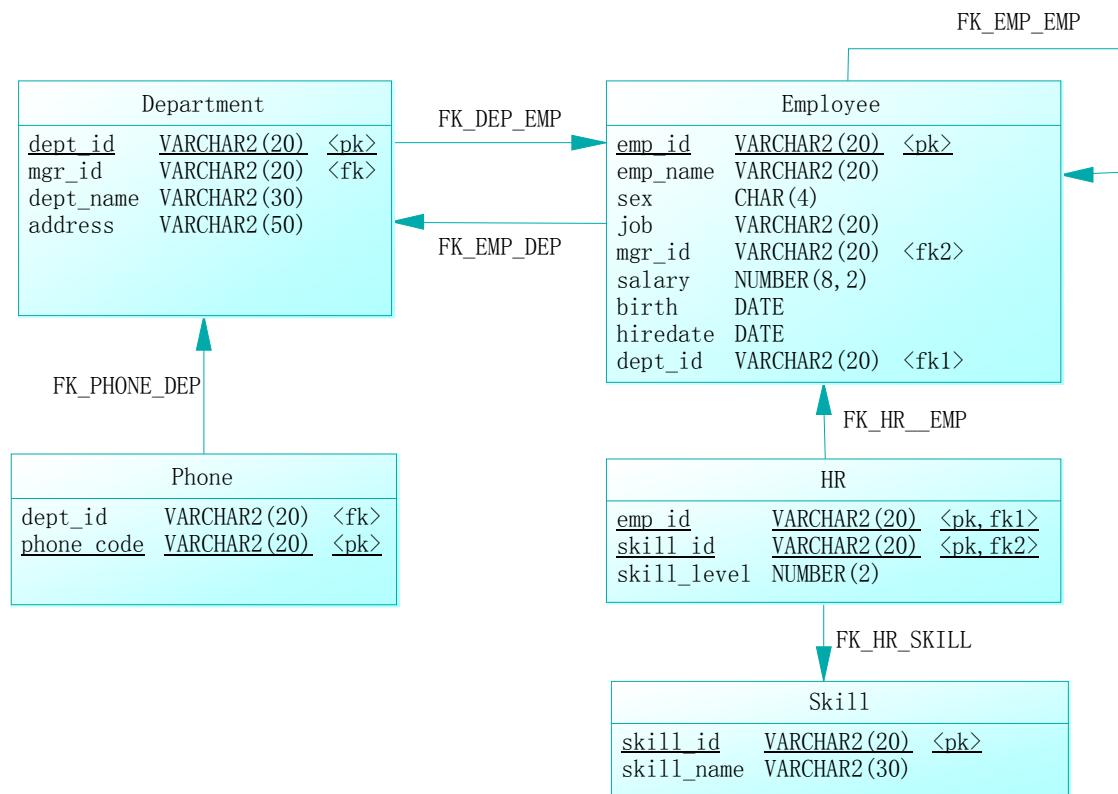 FK_EMP_EMP
Department
dept_id VARCHAR2(20) <pk>
mgr_id VARCHAR2(20) <fk>
dept_name VARCHAR2(30)
address VARCHAR2(50)
FK_DEP_EMP
FK_EMP_DEP
Employee
emp_id VARCHAR2(20) <pk>
emp_name VARCHAR2(20)
sex CHAR(4)
job VARCHAR2(20)
mgr_id VARCHAR2(20) <fk2>
salary NUMBER(8,2)
birth DATE
hiredate DATE
dept_id VARCHAR2(20) <fk1>
FK_PHONE_DEP
FK_HR__EMP
Phone
dept_id VARCHAR2(20) <fk>
phone_code VARCHAR2(20) <pk>
HR
emp_id VARCHAR2(20) <pk,fk1>
skill_id VARCHAR2(20) <pk,fk2>
skill_level NUMBER(2)
FK_HR_SKILL
Skill
skill_id VARCHAR2(20) <pk>
skill_name VARCHAR2(30)